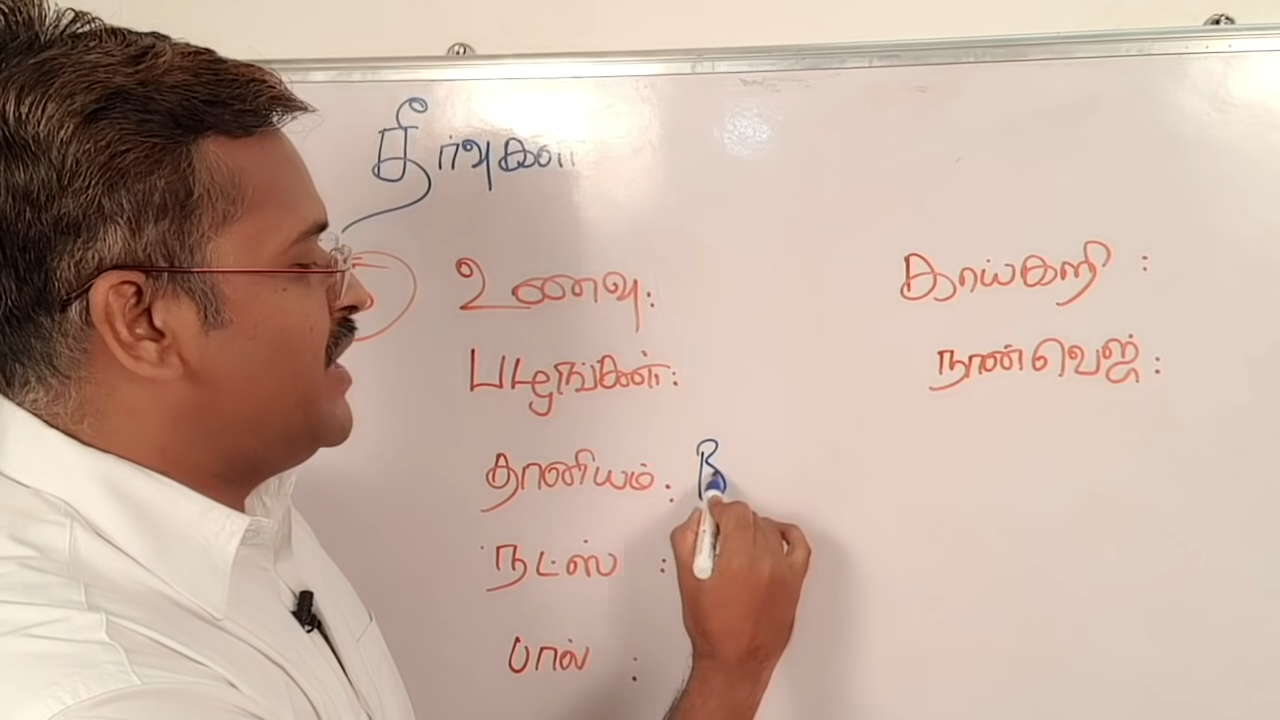 தீர்வுகள்
உணவு:
பழங்கள்:
தானியம்: B
நட்ஸ் :
பால் :
காய்கறி :
நான்வெஜ் :